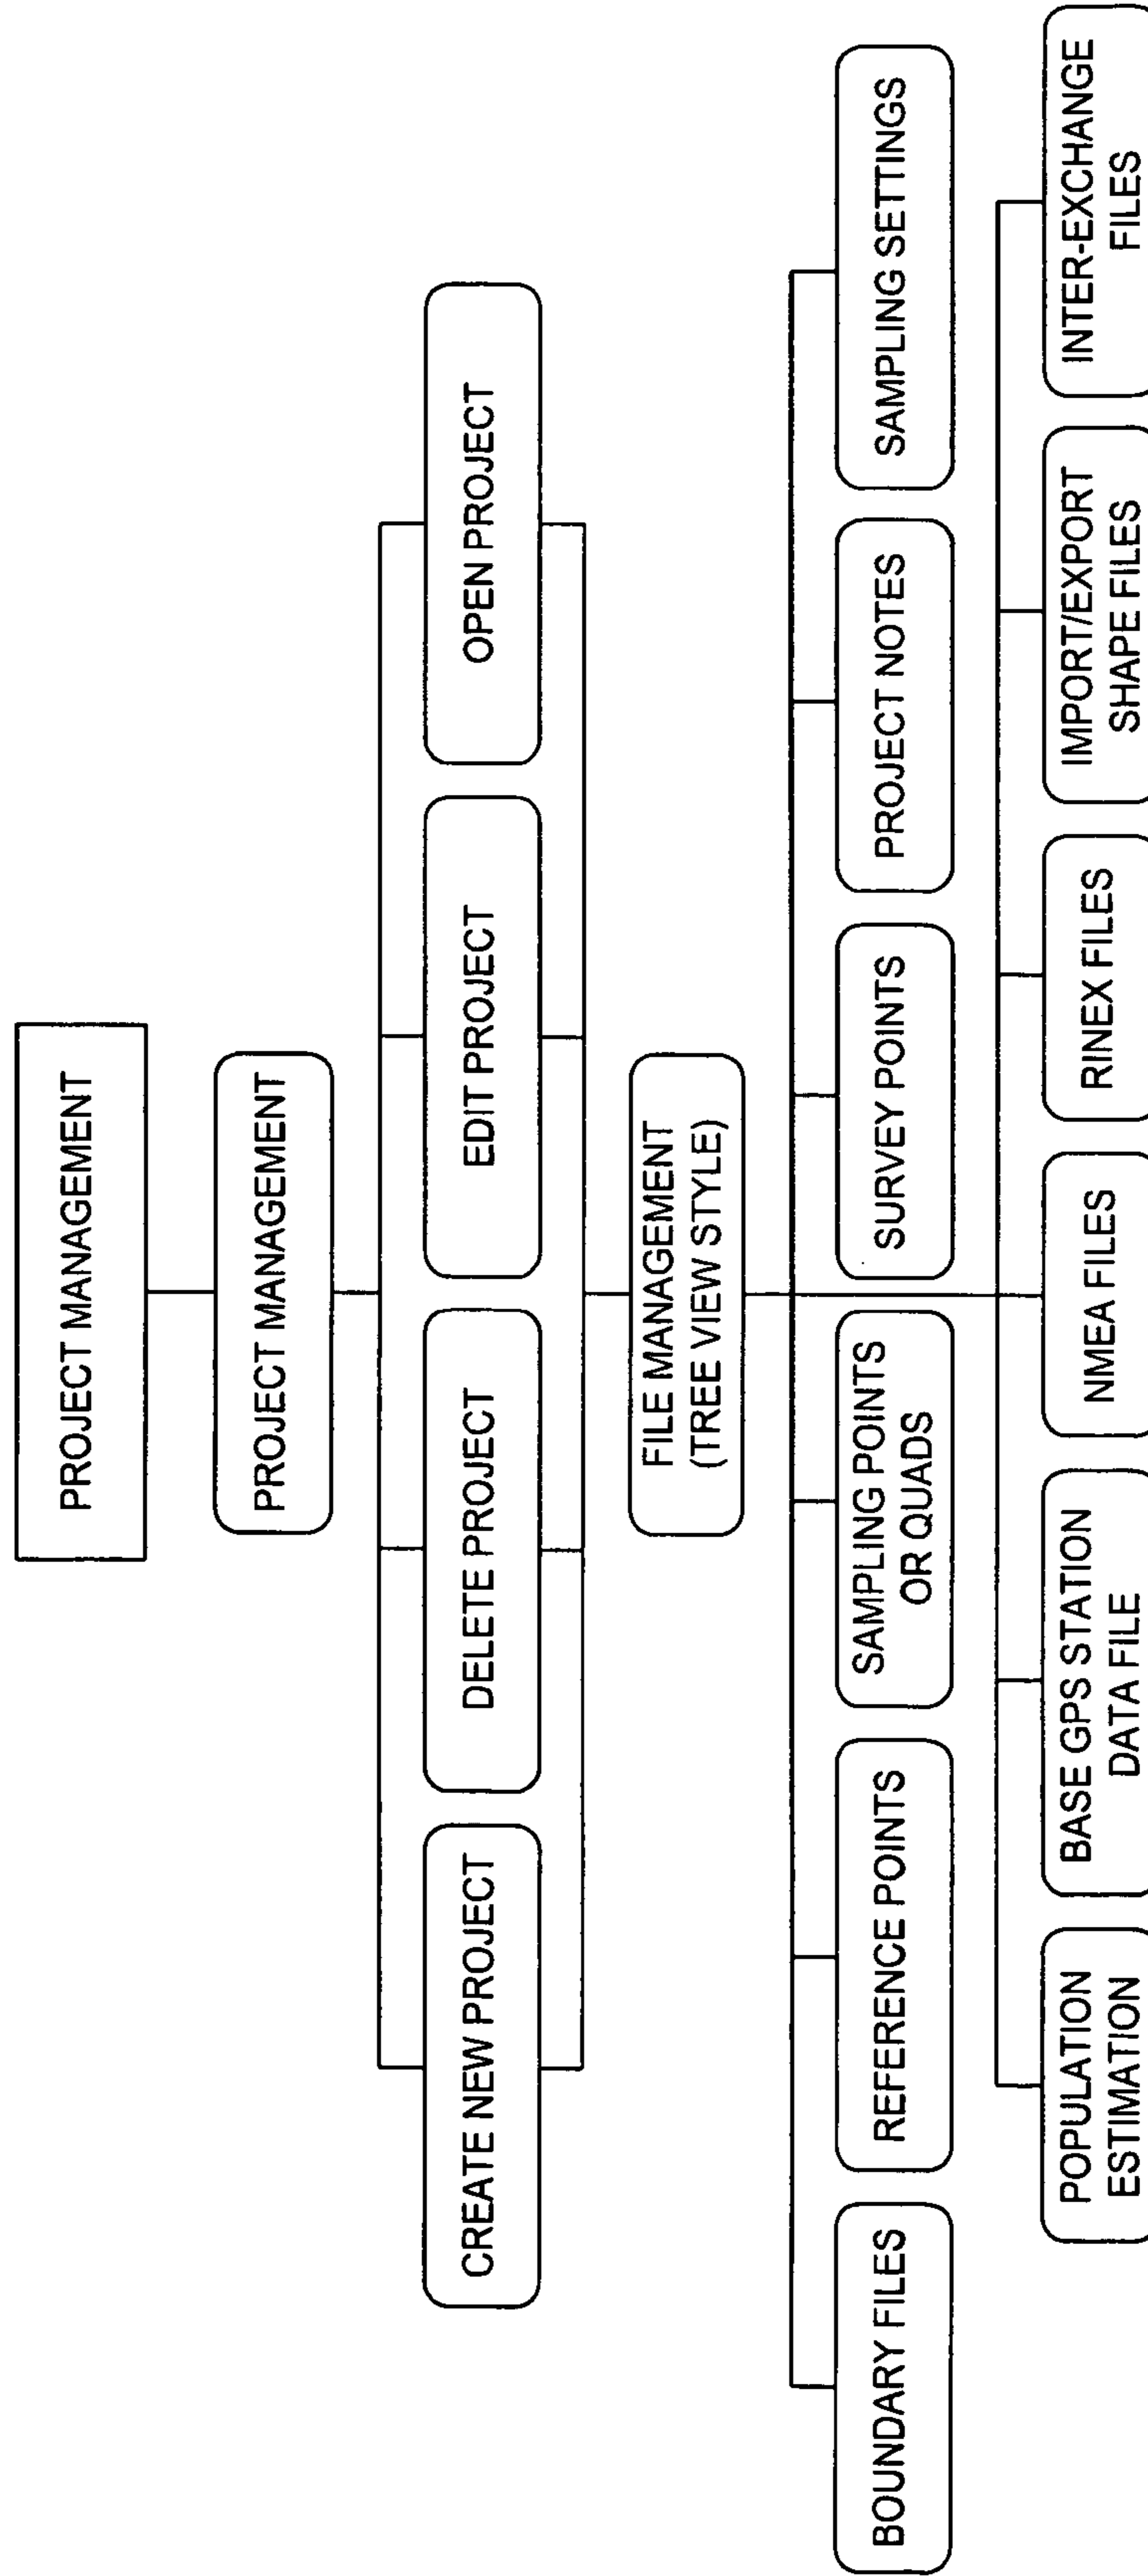 PROJECT MANAGEMENT
PROJECT MANAGEMENT
CREATE NEW PROJECT
DELETE PROJECT
EDIT PROJECT
OPEN PROJECT
FILE MANAGEMENT
(TREE VIEW STYLE)
BOUNDARY FILES
REFERENCE POINTS
SAMPLING POINTS
OR QUADS
SURVEY POINTS
PROJECT NOTES
SAMPLING SETTINGS
POPULATION
ESTIMATION
BASE GPS STATION
DATA FILE
NMEA FILES
RINEX FILES
IMPORT/EXPORT
SHAPE FILES
INTER-EXCHANGE
FILES